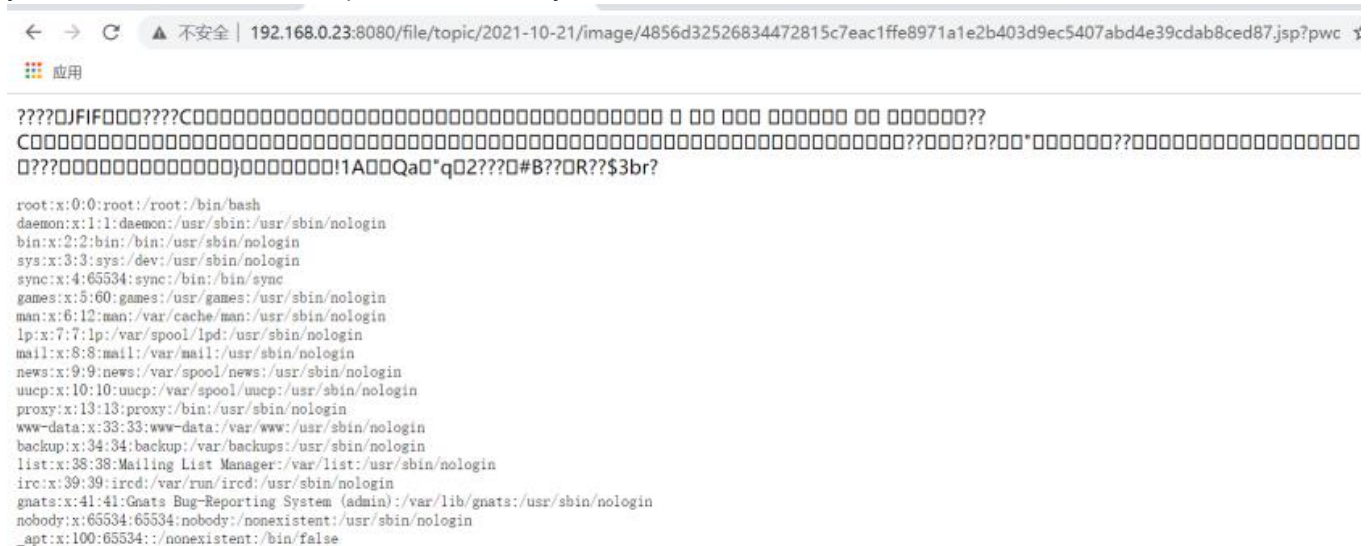 不安全 | 192.168.0.23:8080/file/topic/2021-10-21/image/4856d32526834472815c7eac1ffe8971a1e2b403d9ec5407abd4e39cdab8ced87.jsp?pwd
应用
root:x:0:0:root:/root:/bin/bash
daemon:x:1:1:daemon:/usr/sbin:/usr/sbin/nologin
bin:x:2:2:bin:/bin:/usr/sbin/nologin
sys:x:3:3:sys:/dev:/usr/sbin/nologin
sync:x:4:65534:sync:/bin:/bin/sync
games:x:5:60:games:/usr/games:/usr/sbin/nologin
man:x:6:12:man:/var/cache/man:/usr/sbin/nologin
lp:x:7:7:lp:/var/spool/lpd:/usr/sbin/nologin
mail:x:8:8:mail:/var/mail:/usr/sbin/nologin
news:x:9:9:news:/var/spool/news:/usr/sbin/nologin
uucp:x:10:10:uucp:/var/spool/uucp:/usr/sbin/nologin
proxy:x:13:13:proxy:/bin:/usr/sbin/nologin
www-data:x:33:33:www-data:/var/www:/usr/sbin/nologin
backup:x:34:34:backup:/var/backups:/usr/sbin/nologin
list:x:38:38:Mailing List Manager:/var/list:/usr/sbin/nologin
irc:x:39:39:ircd:/var/run/ircd:/usr/sbin/nologin
gnats:x:41:41:Gnats Bug-Reporting System (admin):/var/lib/gnats:/usr/sbin/nologin
nobody:x:65534:65534:nobody:/nonexistent:/usr/sbin/nologin
_apt:x:100:65534::/nonexistent:/bin/false